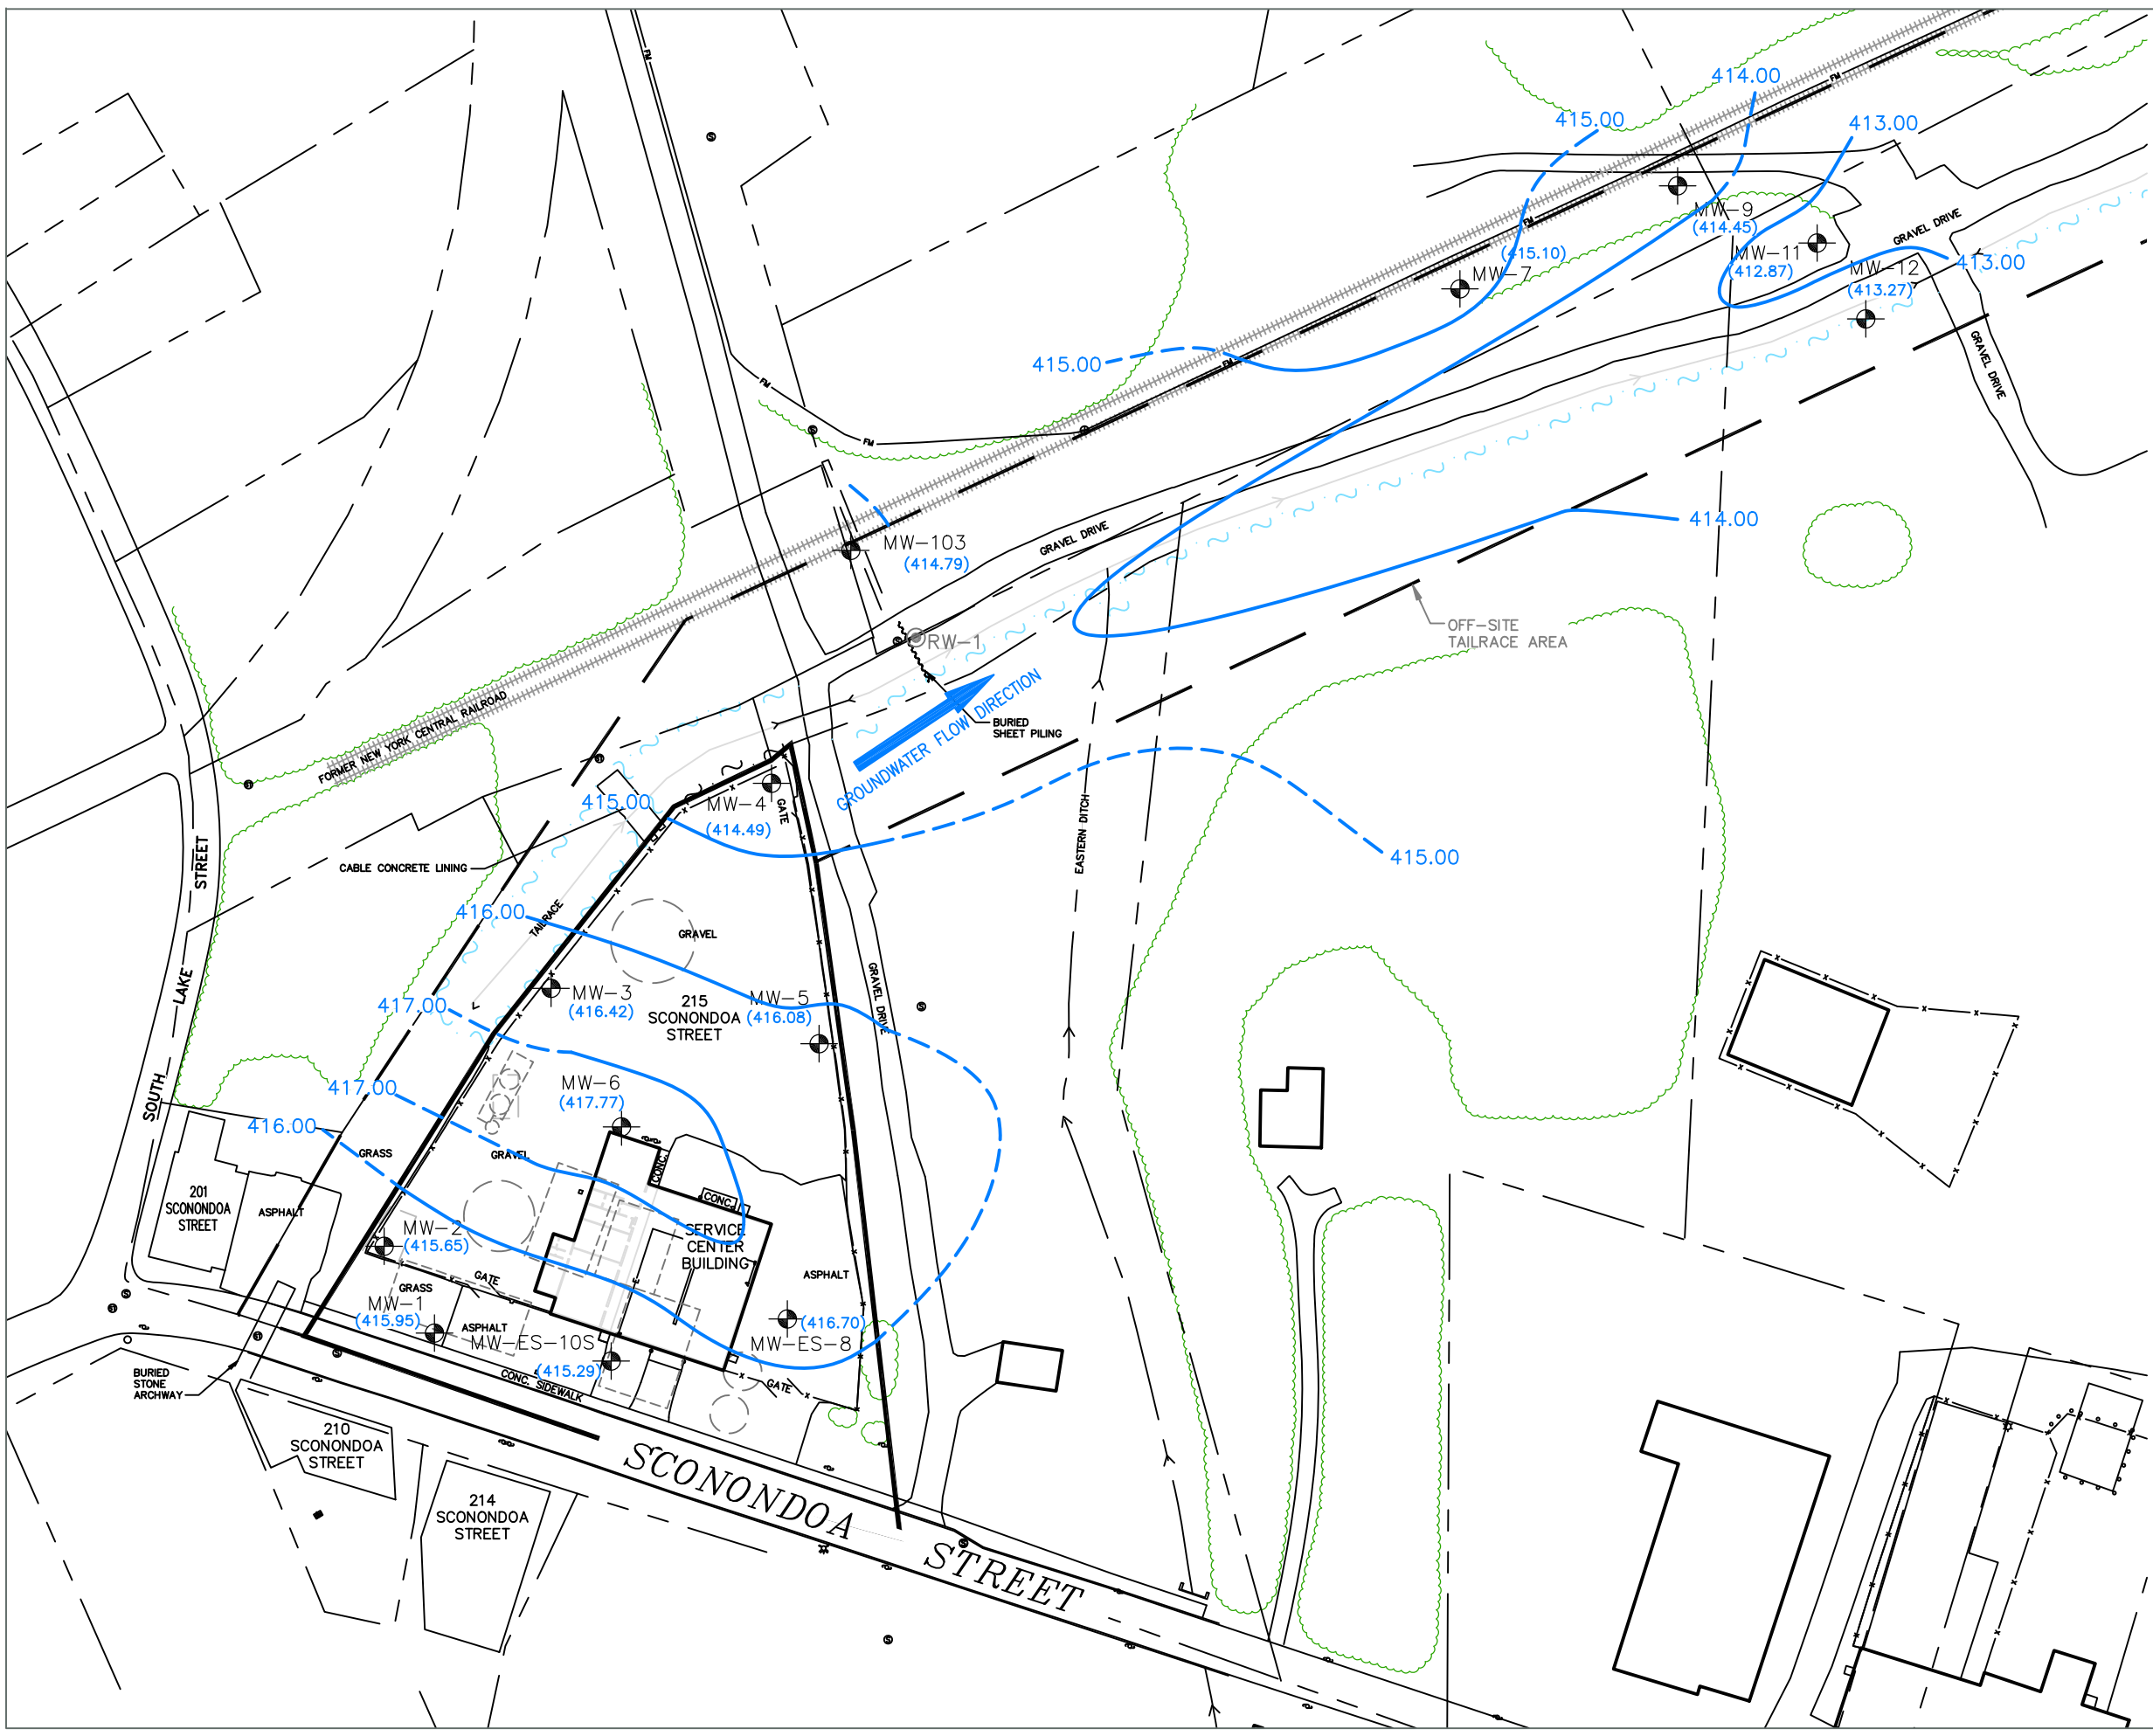 414.00
415.00
413.00
MW-9
(414.45)
(415.10)
MW-7
MW-11
(412.87)
MW-12
(413.27)
413.00
GRAVEL DRIVE
GRAVEL DRIVE
FM
FM
FM
FM
FM
FM
415.00
MW-103
(414.79)
GRAVEL DRIVE
414.00
OFF-SITE
TAILRACE AREA
RW-1
BURIED
SHEET PILING
GROUNDWATER FLOW DIRECTION
FORMER NEW YORK CENTRAL RAILROAD
415.00
MW-4
(414.49)
GATE
CABLE CONCRETE LINING
EASTERN DITCH
415.00
SOUTH LAKE STREET
TAILRACE
416.00
GRAVEL
GRAVEL DRIVE
417.00
MW-3
(416.42)
215
SCONONDOA
STREET
MW-5
(416.08)
417.00
MW-6
(417.77)
416.00
GRASS
GRAVEL
CONC.
CONC.
201
SCONONDOA
STREET
ASPHALT
MW-2
(415.65)
SERVICE
CENTER
BUILDING
ASPHALT
GRASS
GATE
MW-1
(415.95)
ASPHALT
MW-ES-10S
(415.29)
(416.70)
MW-ES-8
GATE
CONC. SIDEWALK
BURIED
STONE
ARCHWAY
210
SCONONDOA
STREET
214
SCONONDOA
STREET
SCONONDOA STREET